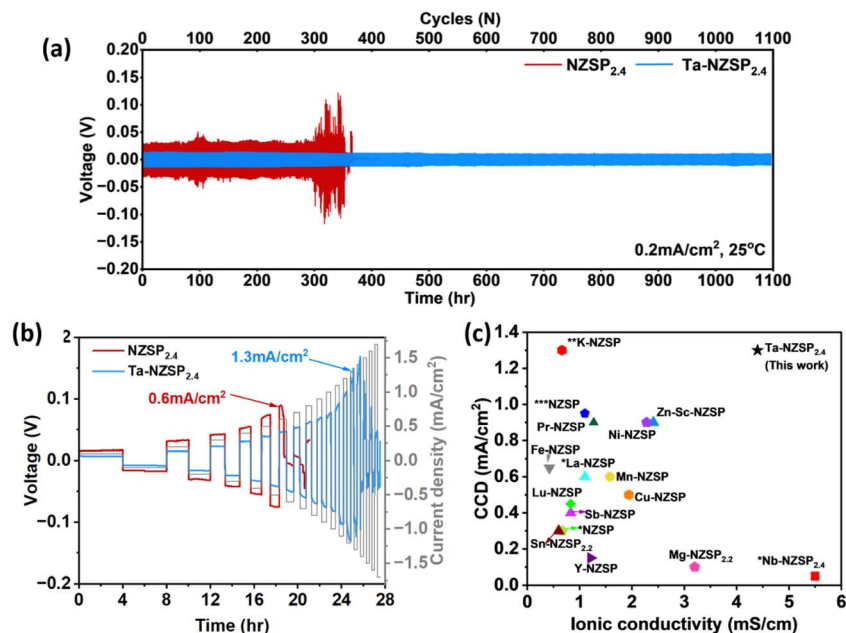 (a)
Cycles (N)
0 100 200 300 400 500 600 700 800 900 1000 1100
NZSP2.4 Ta-NZSP2.4
Voltage (V)
0.20
0.15
0.10
0.05
0.00
−0.05
−0.10
−0.15
−0.20
0.2mA/cm², 25°C
0 100 200 300 400 500 600 700 800 900 1000 1100
Time (hr)
(b)
NZSP2.4
Ta-NZSP2.4
1.3mA/cm²
0.6mA/cm²
Voltage (V)
2
0.1
0.0
-0.1
-0.2
Current density (mA/cm²)
1.5
1.0
0.5
0.0
-0.5
-1.0
-1.5
0 4 8 12 16 20 24 28
Time (hr)
(c)
CCD (mA/cm²)
1.4
1.2
1.0
0.8
0.6
0.4
0.2
0.0
**K-NZSP
Ta-NZSP2.4
(This work)
***NZSP
Pr-NZSP
Zn-Sc-NZSP
Ni-NZSP
Fe-NZSP
*La-NZSP
Mn-NZSP
Lu-NZSP
Cu-NZSP
Sb-NZSP
*NZSP
Sn-NZSP2.2
Y-NZSP
Mg-NZSP2.2
*Nb-NZSP2.4
0 1 2 3 4 5 6
Ionic conductivity (mS/cm)